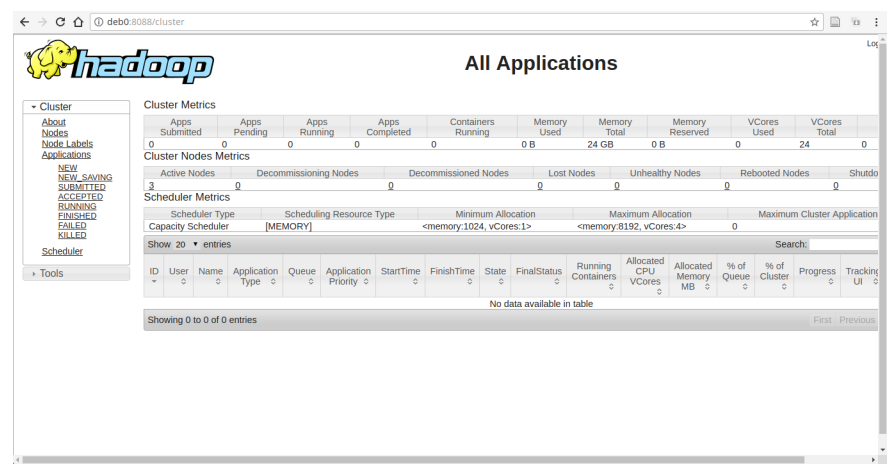 deb0:8088/cluster
hadoop
All Applications
Log
Cluster
About
Nodes
Node Labels
Applications
NEW
NEW_SAVING
SUBMITTED
ACCEPTED
RUNNING
FINISHED
FAILED
KILLED
Scheduler
Tools
Cluster Metrics
Apps Submitted Apps Pending Apps Running Apps Completed Containers Running Memory Used Memory Total Memory Reserved VCores Used VCores Total
0 0 0 0 0 0 B 24 GB 0 B 0 24 0
Cluster Nodes Metrics
Active Nodes Decommissioning Nodes Decommissioned Nodes Lost Nodes Unhealthy Nodes Rebooted Nodes Shutdo
3 0 0 0 0 0 0
Scheduler Metrics
Scheduler Type Scheduling Resource Type Minimum Allocation Maximum Allocation Maximum Cluster Application
Capacity Scheduler [MEMORY] <memory:1024, vCores:1> <memory:8192, vCores:4> 0
Show 20 entries Search:
ID User Name Application Type Queue Application Priority StartTime FinishTime State FinalStatus Running Containers Allocated CPU VCores Allocated Memory MB % of Queue % of Cluster Progress Tracking UI
No data available in table
Showing 0 to 0 of 0 entries First Previous